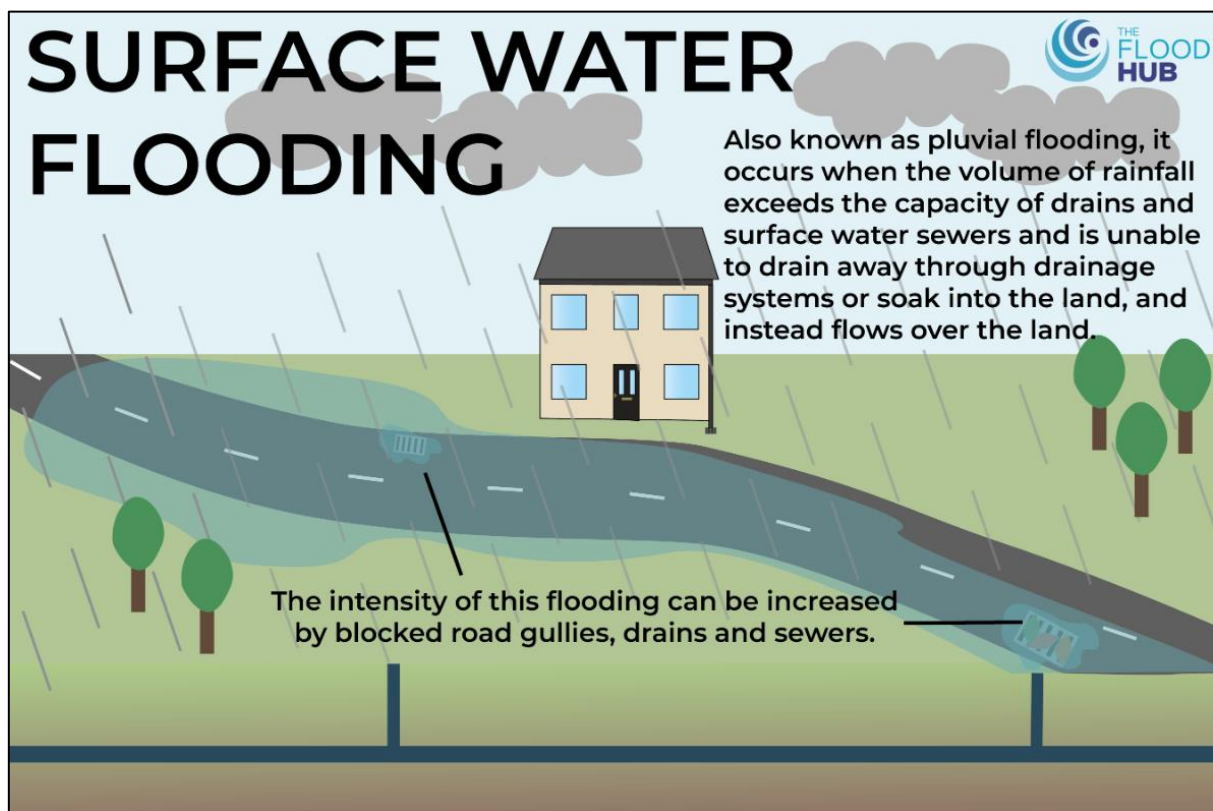 SURFACE WATER
FLOODING
THE
FLOOD
HUB
Also known as pluvial flooding, it
occurs when the volume of rainfall
exceeds the capacity of drains and
surface water sewers and is unable
to drain away through drainage
systems or soak into the land, and
instead flows over the land.
The intensity of this flooding can be increased
by blocked road gullies, drains and sewers.